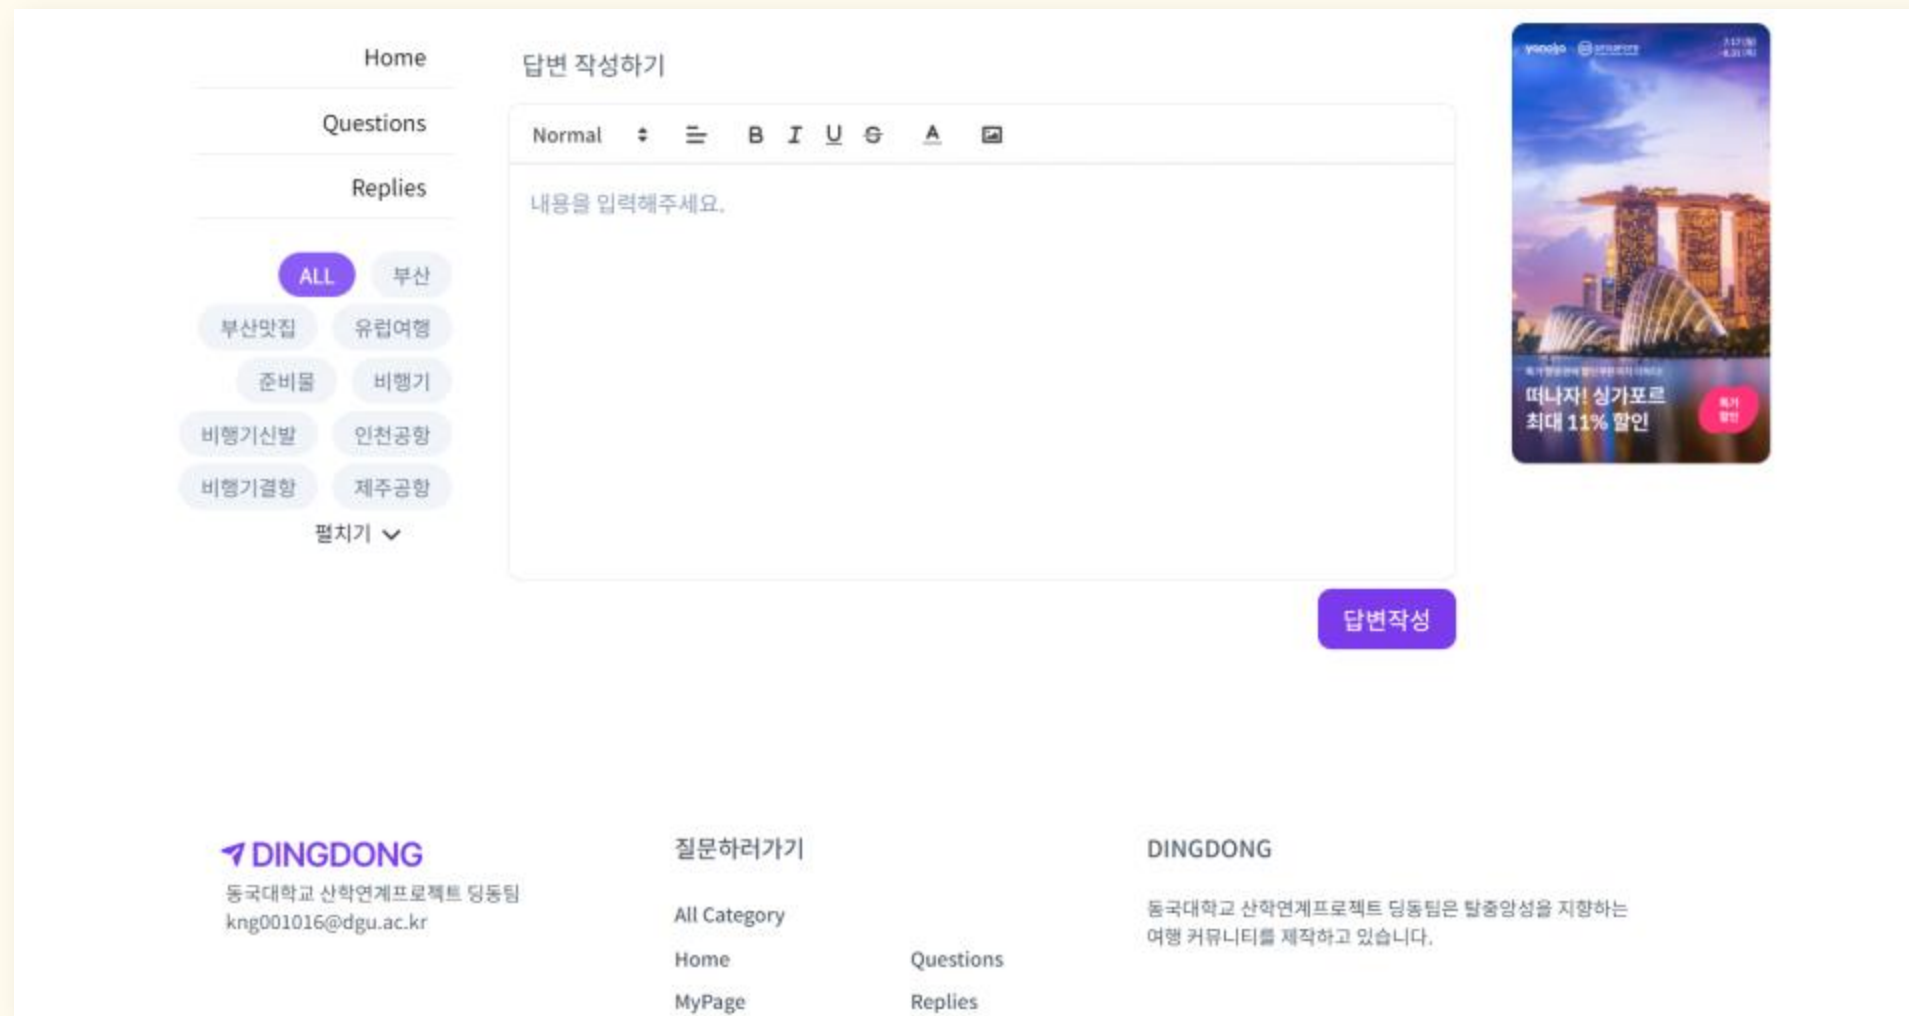 Home
Questions
Replies
ALL 부산
부산맛집 유럽여행
준비물 비행기
비행기신발 인천공항
비행기결항 제주공항
펼치기
답변 작성하기
Normal B I U S A
내용을 입력해주세요.
답변작성
yanolja
떠나자! 싱가포르
최대 11% 할인
특가
할인
DINGDONG
동국대학교 산학연계프로젝트 딩동팀
kng001016@dgu.ac.kr
질문하러가기
All Category
Home Questions
MyPage Replies
DINGDONG
동국대학교 산학연계프로젝트 딩동팀은 탈중앙성을 지향하는
여행 커뮤니티를 제작하고 있습니다.